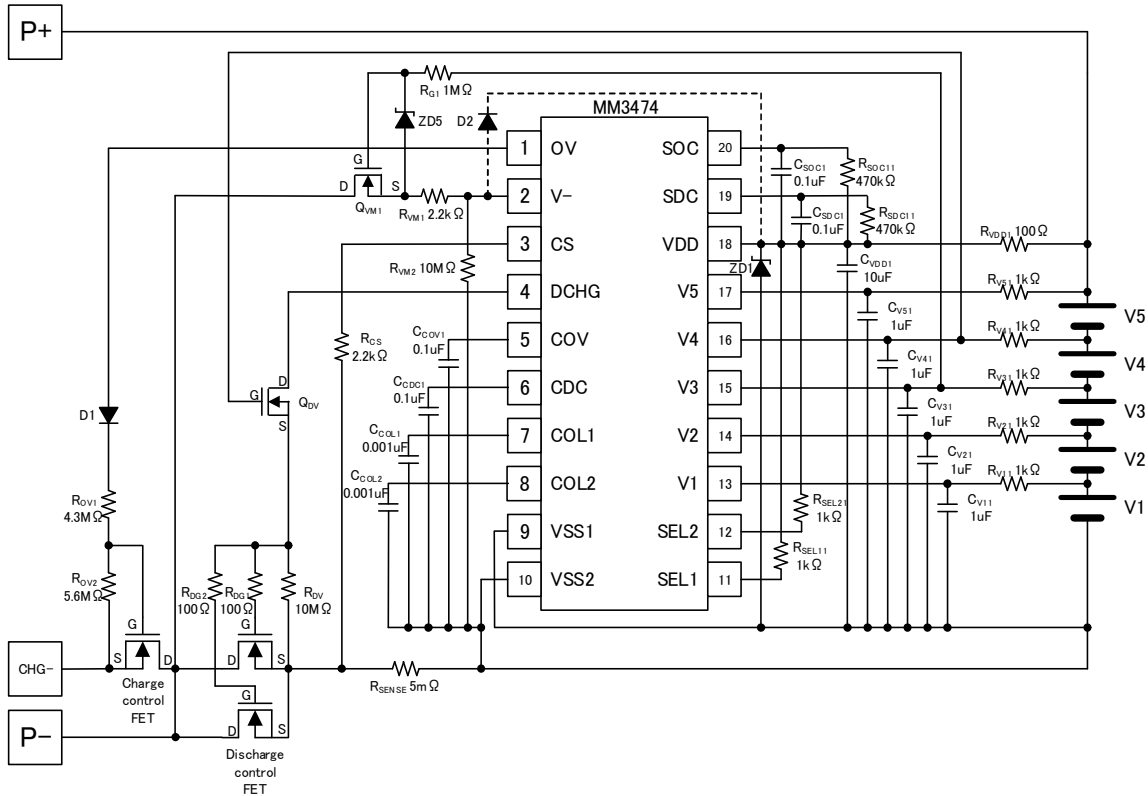 P+
RG1 1MΩ
ZD5
D2
MM3474
1 OV
2 V-
3 CS
4 DCHG
5 COV
6 CDC
7 COL1
8 COL2
9 VSS1
10 VSS2
SOC 20
SDC 19
VDD 18
V5 17
V4 16
V3 15
V2 14
V1 13
SEL2 12
SEL1 11
G
D
S
QVM1
RVM1 2.2kΩ
RVM2 10MΩ
RCS
2.2kΩ
CCOV1
0.1uF
CCDC1
0.1uF
CCOL1
0.001uF
CCOL2
0.001uF
CSOC1
0.1uF
RSOC11
470kΩ
CSDC1
0.1uF
RSDC11
470kΩ
ZD1
CVDD1
10uF
RVDD1 100Ω
RV51 1kΩ
CV51
1uF
RV41 1kΩ
CV41
1uF
RV31 1kΩ
CV31
1uF
RV21 1kΩ
CV21
1uF
RV11 1kΩ
CV11
1uF
RSEL21
1kΩ
RSEL11
1kΩ
V5
V4
V3
V2
V1
D
G
QDV
S
D1
ROV1
4.3MΩ
ROV2
5.6MΩ
RDG2
100Ω
RDG1
100Ω
RDV
10MΩ
G
G
CHG-
S
D
D
S
RSENSE 5mΩ
Charge
control
FET
G
P-
D
S
Discharge
control
FET